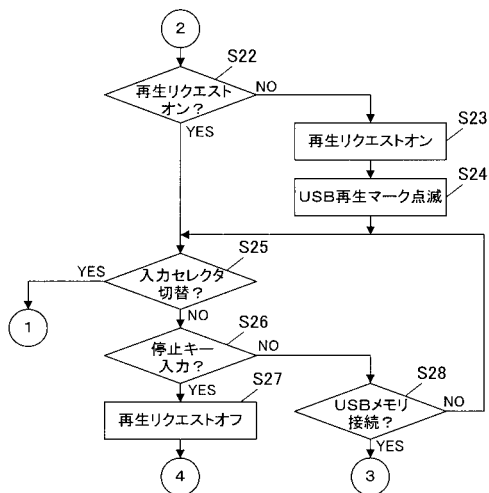 2
S22
再生リクエスト
オン?
NO
YES
S23
再生リクエストオン
S24
USB再生マーク点滅
S25
YES
入力セレクタ
切替?
1
NO
S26
停止キー
入力?
NO
YES
S27
再生リクエストオフ
4
S28
USBメモリ
接続?
NO
YES
3